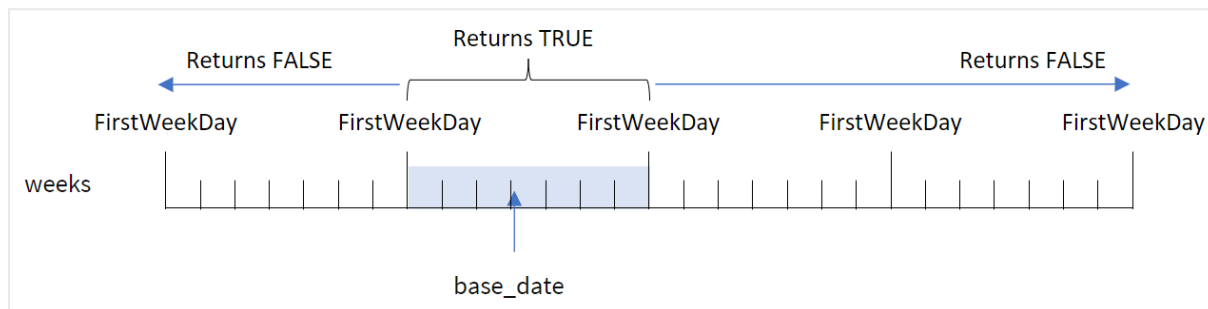 Returns TRUE
Returns FALSE
Returns FALSE
FirstWeekDay FirstWeekDay FirstWeekDay FirstWeekDay FirstWeekDay
weeks
base_date